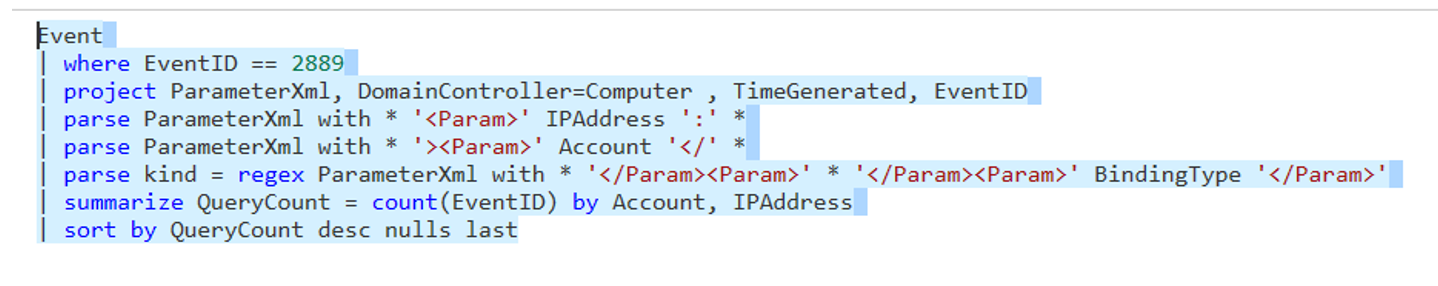 Event
| where EventID == 2889
| project ParameterXml, DomainController=Computer , TimeGenerated, EventID
| parse ParameterXml with * '<Param>' IPAddress ':' *
| parse ParameterXml with * '><Param>' Account '</' *
| parse kind = regex ParameterXml with * '</Param><Param>' * '</Param><Param>' BindingType '</Param>'
| summarize QueryCount = count(EventID) by Account, IPAddress
| sort by QueryCount desc nulls last